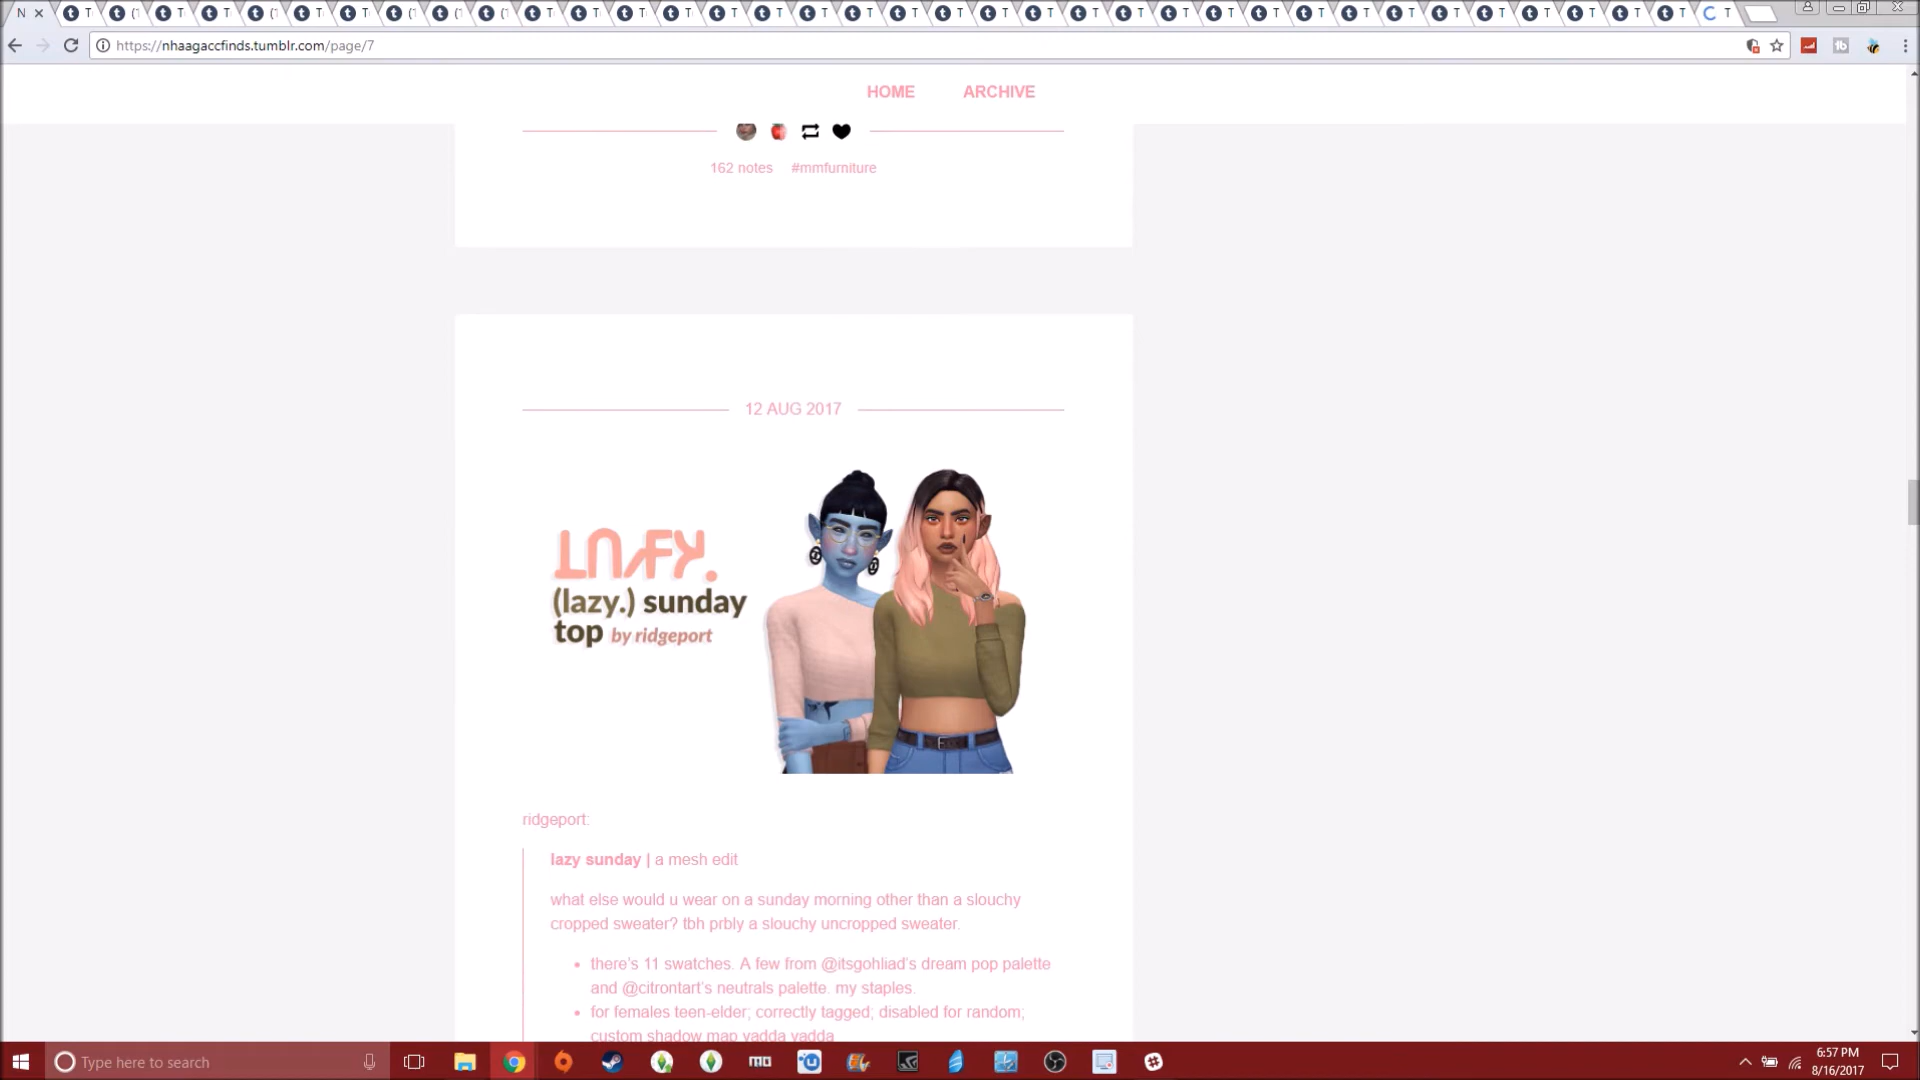 https://nhaagaccfinds.tumblr.com/page/7
HOME ARCHIVE
162 notes #mmfurniture
12 AUG 2017
(lazy.) sunday
top by ridgeport
ridgeport:
lazy sunday | a mesh edit
what else would u wear on a sunday morning other than a slouchy
cropped sweater? tbh prbly a slouchy uncropped sweater.
• there's 11 swatches. A few from @itsgohliad's dream pop palette
and @citrontart's neutrals palette. my staples.
• for females teen-elder; correctly tagged; disabled for random;
custom shadow map yadda yadda
Type here to search
6:57 PM
8/16/2017